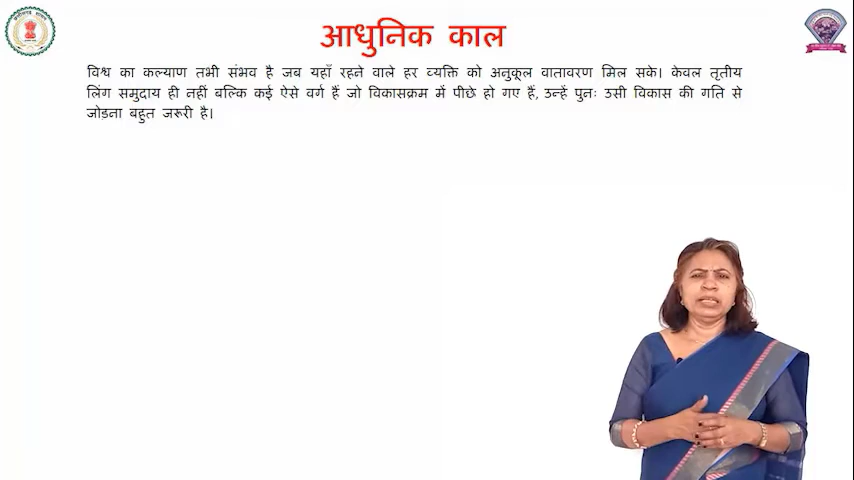 आधुनिक काल
विश्व का कल्याण तभी संभव है जब यहाँ रहने वाले हर व्यक्ति को अनुकूल वातावरण मिल सके। केवल तृतीय
लिंग समुदाय ही नहीं बल्कि कई ऐसे वर्ग हैं जो विकासक्रम में पीछे हो गए हैं, उन्हें पुनः उसी विकास की गति से
जोड़ना बहुत जरूरी है।